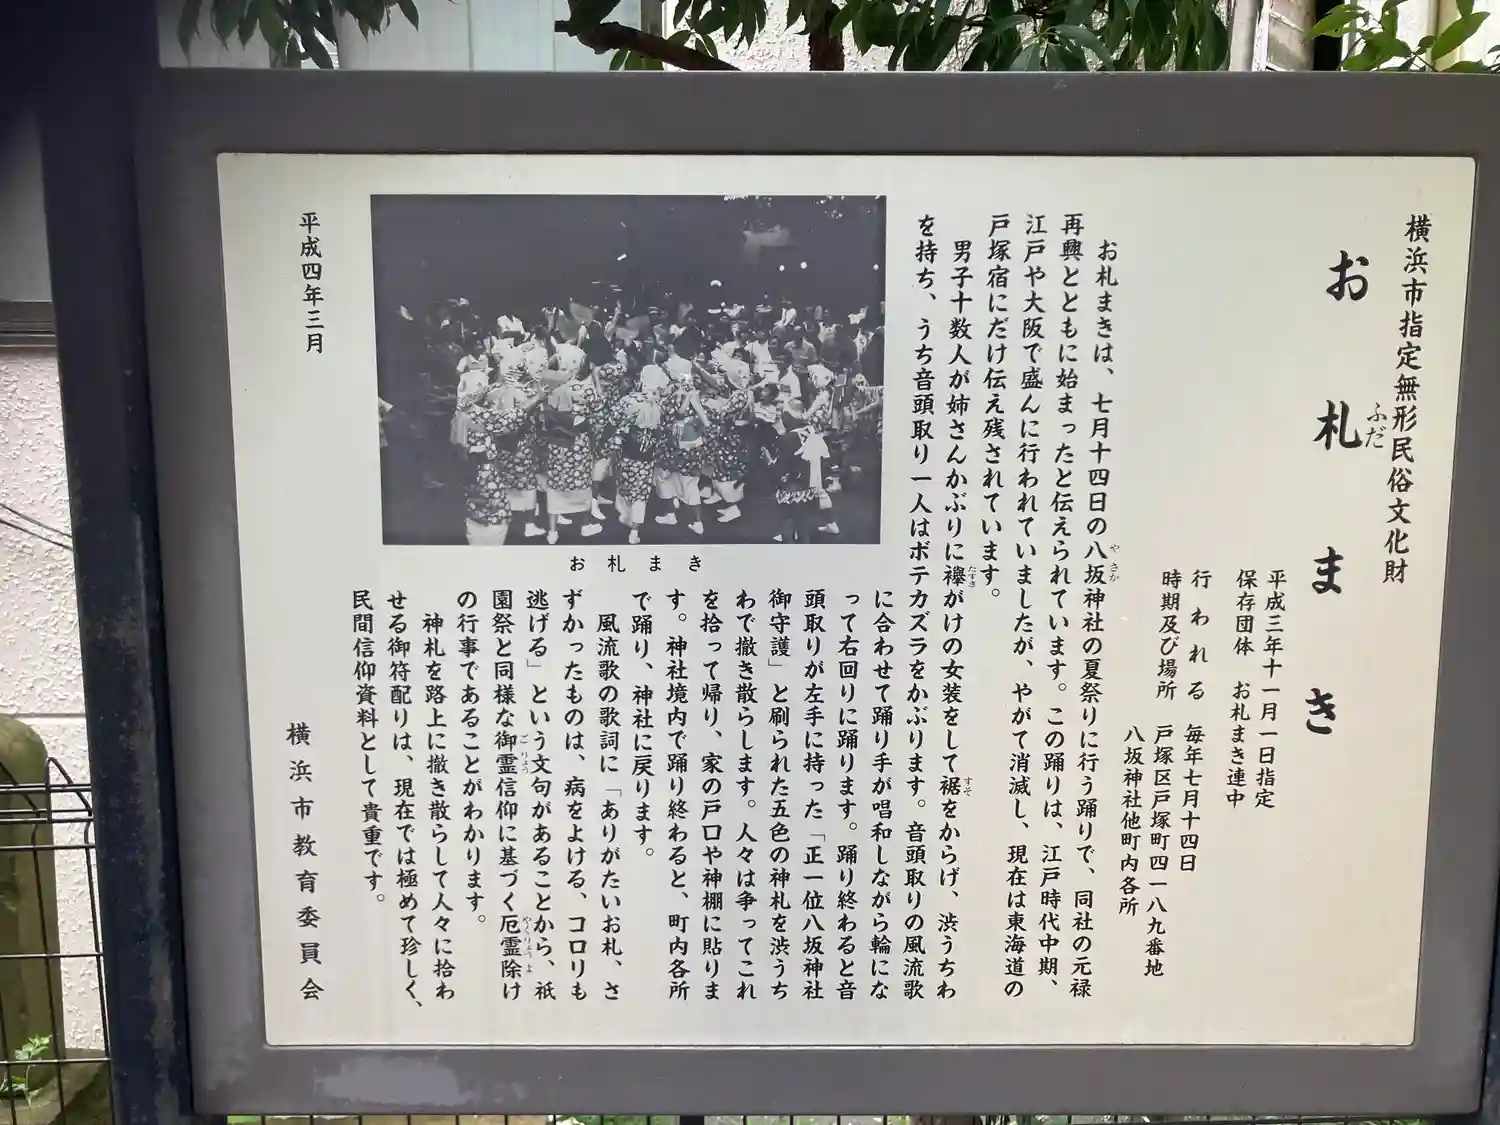 横浜市指定無形民俗文化財
お札まき
ふだ
平成三年十一月一日指定
保存団体　お札まき連中
行われる　毎年七月十四日
時期及び場所　戸塚区戸塚町四一八九番地
八坂神社他町内各所
お札まきは、七月十四日の八坂神社の夏祭りに行う踊りで、同社の元禄
やさか
再興とともに始まったと伝えられています。この踊りは、江戸時代中期、
江戸や大阪で盛んに行われていましたが、やがて消滅し、現在は東海道の
戸塚宿にだけ伝え残されています。
男子十数人が姉さんかぶりに襷がけの女装をして裾をからげ、渋うちわ
たすき
すそ
を持ち、うち音頭取り一人はボテカズラをかぶります。音頭取りの風流歌
に合わせて踊り手が唱和しながら輪にな
って右回りに踊ります。踊り終わると音
頭取りが左手に持った「正一位八坂神社
御守護」と刷られた五色の神札を渋うち
わで撒き散らします。人々は争ってこれ
を拾って帰り、家の戸口や神棚に貼りま
す。神社境内で踊り終わると、町内各所
で踊り、神社に戻ります。
風流歌の歌詞に「ありがたいお札、さ
ずかったものは、病をよける、コロリも
逃げる」という文句があることから、祇
園祭と同様な御霊信仰に基づく厄霊除け
ごりょう
やくりょうよ
の行事であることがわかります。
神札を路上に撒き散らして人々に拾わ
せる御符配りは、現在では極めて珍しく、
民間信仰資料として貴重です。
お札まき
平成四年三月
横浜市教育委員会